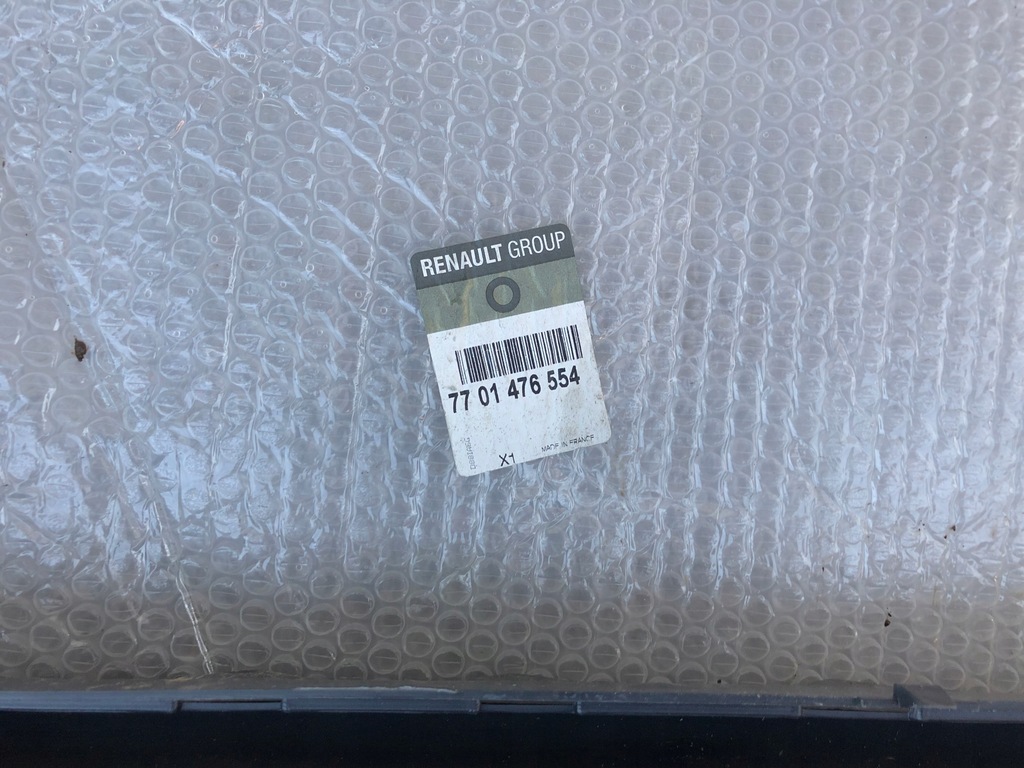 RENAULT GROUP
77 01 476 554
MADE IN FRANCE
X1